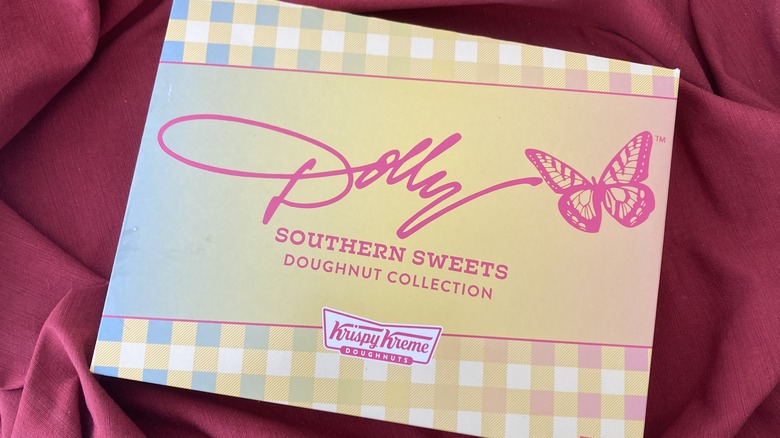 Dolly
TM
SOUTHERN SWEETS
DOUGHNUT COLLECTION
Krispy Kreme
DOUGHNUTS